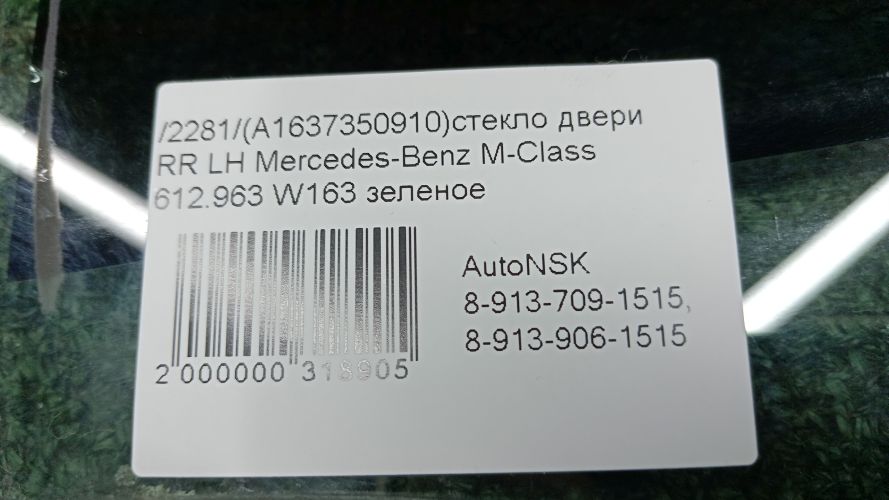 /2281/(A1637350910)стекло двери
RR LH Mercedes-Benz M-Class
612.963 W163 зеленое
AutoNSK
8-913-709-1515,
8-913-906-1515
2 000000 318905